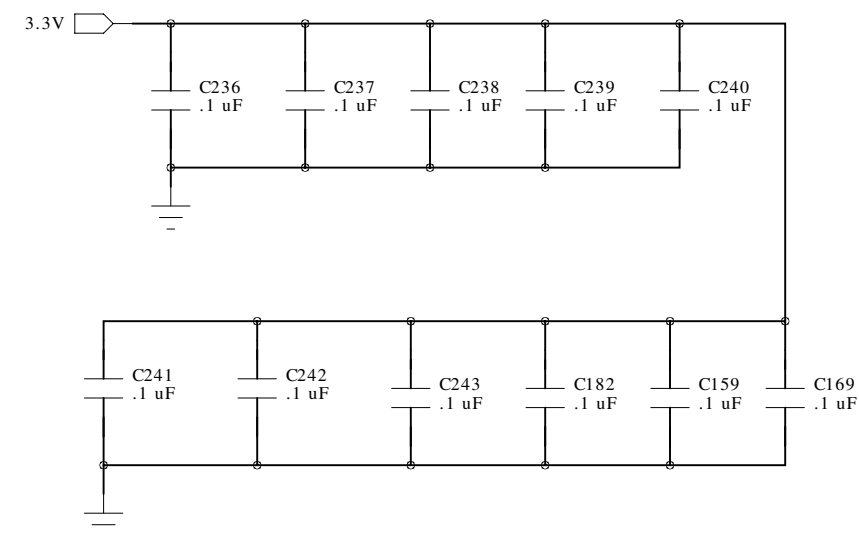 3.3V
C236
.1 uF
C237
.1 uF
C238
.1 uF
C239
.1 uF
C240
.1 uF
C241
.1 uF
C242
.1 uF
C243
.1 uF
C182
.1 uF
C159
.1 uF
C169
.1 uF